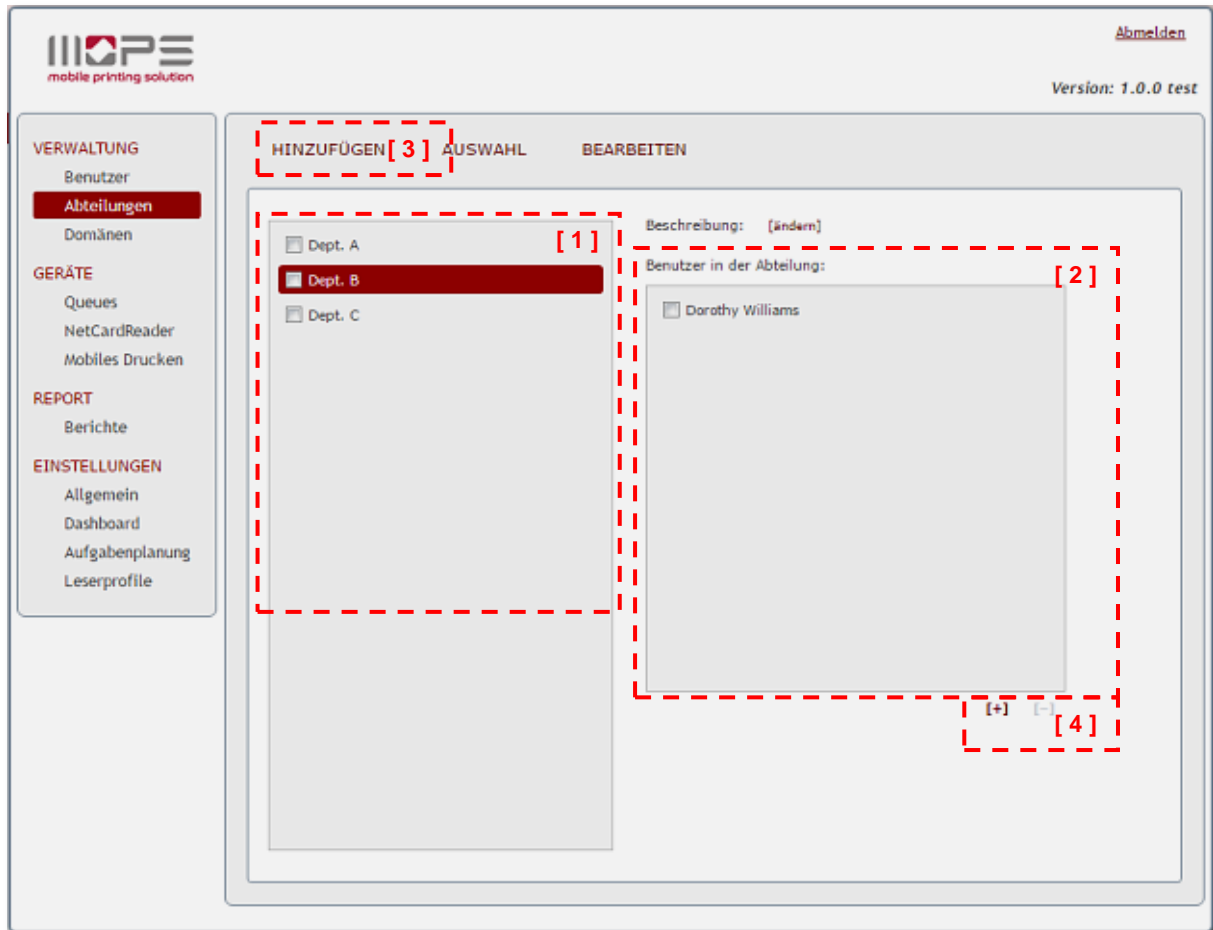 Abmelden
MOPS
mobile printing solution
Version: 1.0.0 test
VERWALTUNG
Benutzer
Abteilungen
Domänen
GERÄTE
Queues
NetCardReader
Mobiles Drucken
REPORT
Berichte
EINSTELLUNGEN
Allgemein
Dashboard
Aufgabenplanung
Leserprofile
HINZUFÜGEN [ 3 ] AUSWAHL BEARBEITEN
[ 1 ]
Dept. A
Dept. B
Dept. C
Beschreibung: [ändern]
Benutzer in der Abteilung:
[ 2 ]
Dorothy Williams
[+] [-]
[ 4 ]